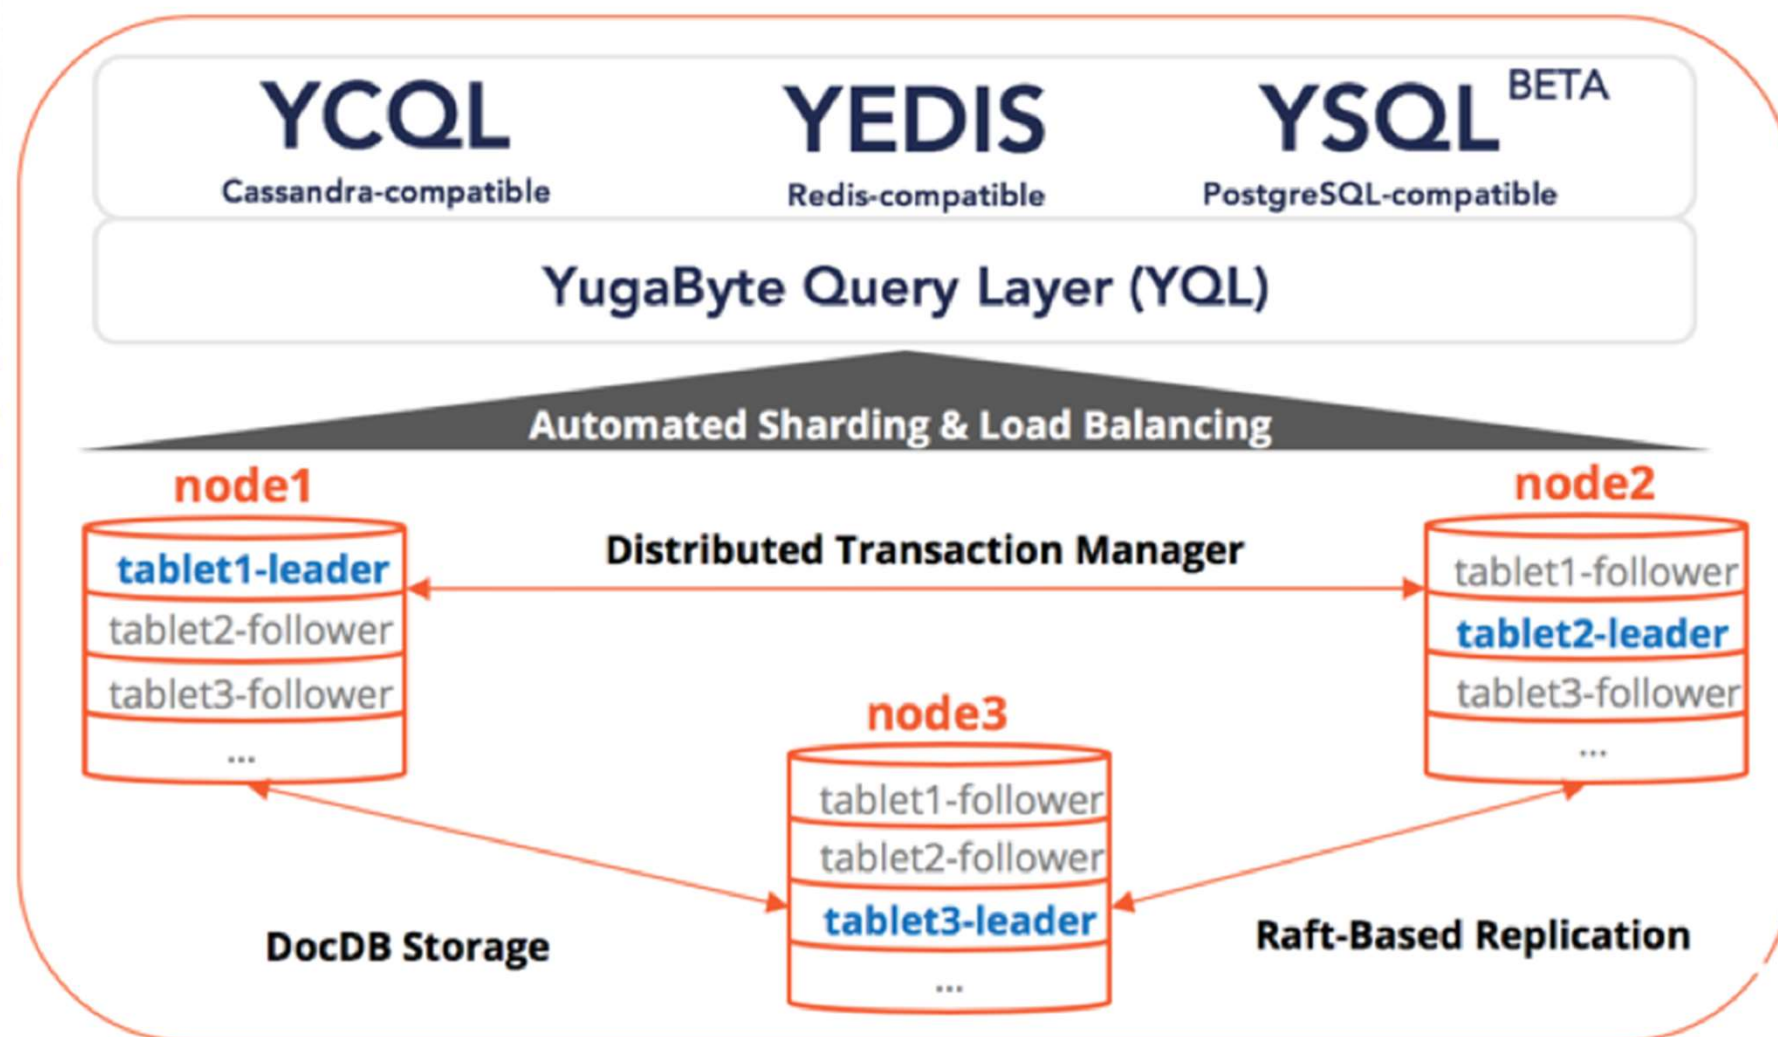 YCQL
Cassandra-compatible
YEDIS
Redis-compatible
YSQL BETA
PostgreSQL-compatible
YugaByte Query Layer (YQL)
Automated Sharding & Load Balancing
node1
tablet1-leader
tablet2-follower
tablet3-follower
...
Distributed Transaction Manager
node2
tablet1-follower
tablet2-leader
tablet3-follower
...
node3
tablet1-follower
tablet2-follower
tablet3-leader
...
DocDB Storage
Raft-Based Replication